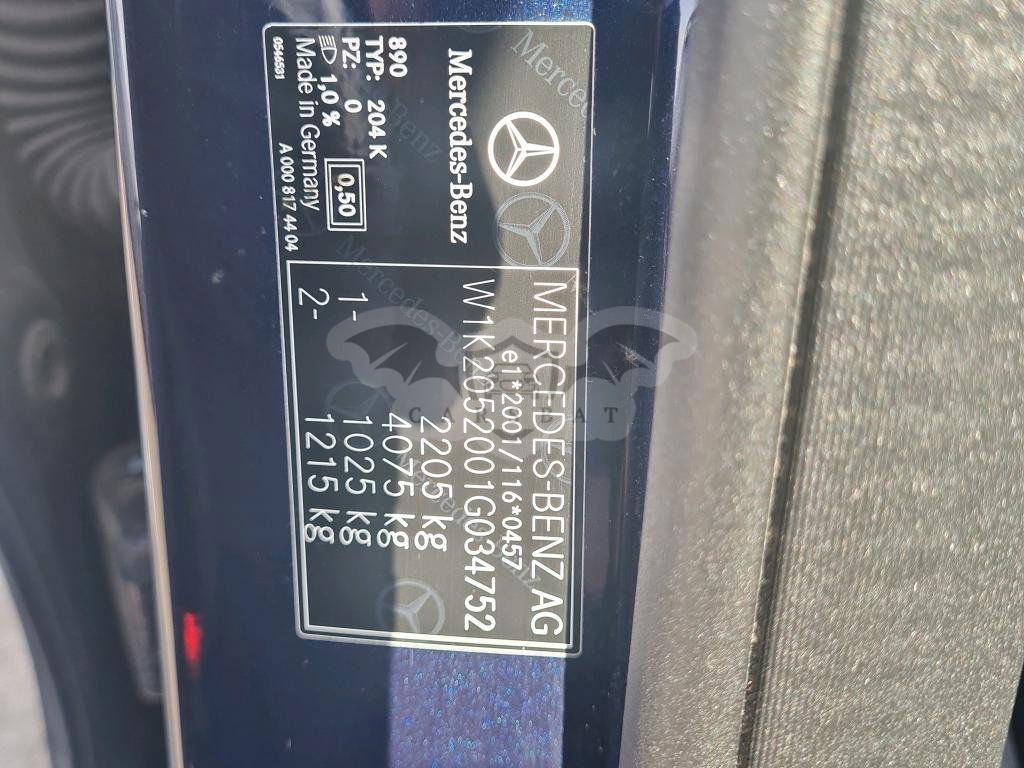 Mercedes-Benz
890
TYP: 204 K
PZ: 0
1,0 %
0,50
Made in Germany
A 000 817 44 04
MERCEDES-BENZ AG
e1*2001/116*0457
W1K2052001G034752
2205 kg
4075 kg
1- 1025 kg
2- 1215 kg